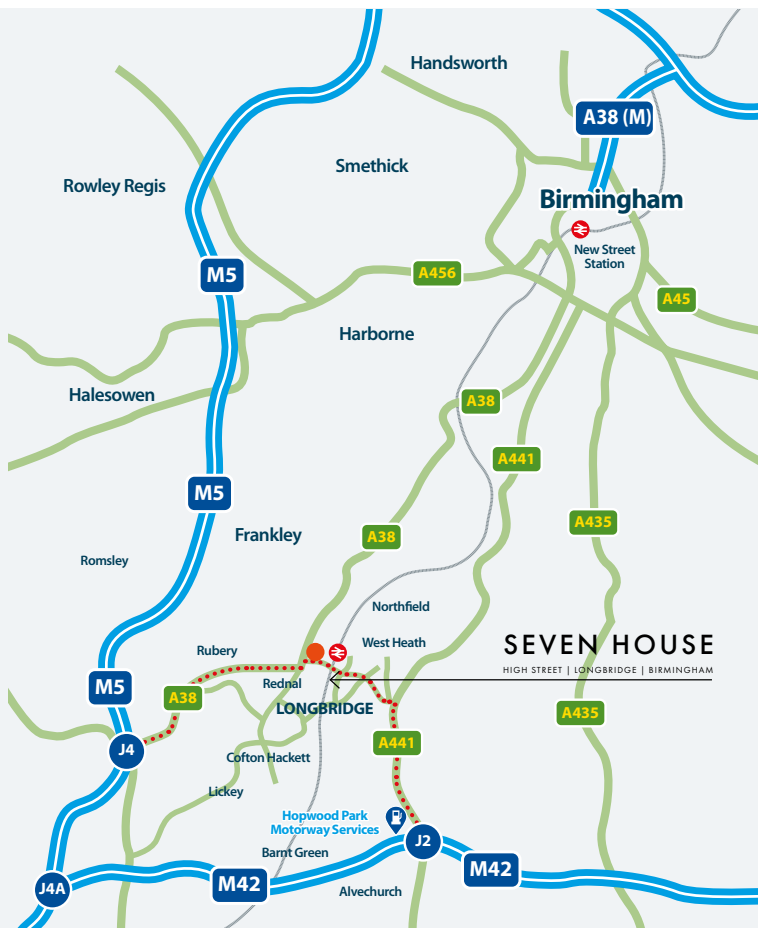 Handsworth
A38 (M)
Smethick
Rowley Regis
Birmingham
New Street
Station
M5
A456
A45
Harborne
Halesowen
A38
A441
M5
A435
Frankley
A38
Romsley
Northfield
West Heath
Rubery
SEVEN HOUSE
HIGH STREET | LONGBRIDGE | BIRMINGHAM
M5
A38
Rednal
LONGBRIDGE
A435
J4
A441
Cofton Hackett
Lickey
Hopwood Park
Motorway Services
J2
Barnt Green
M42
M42
J4A
Alvechurch